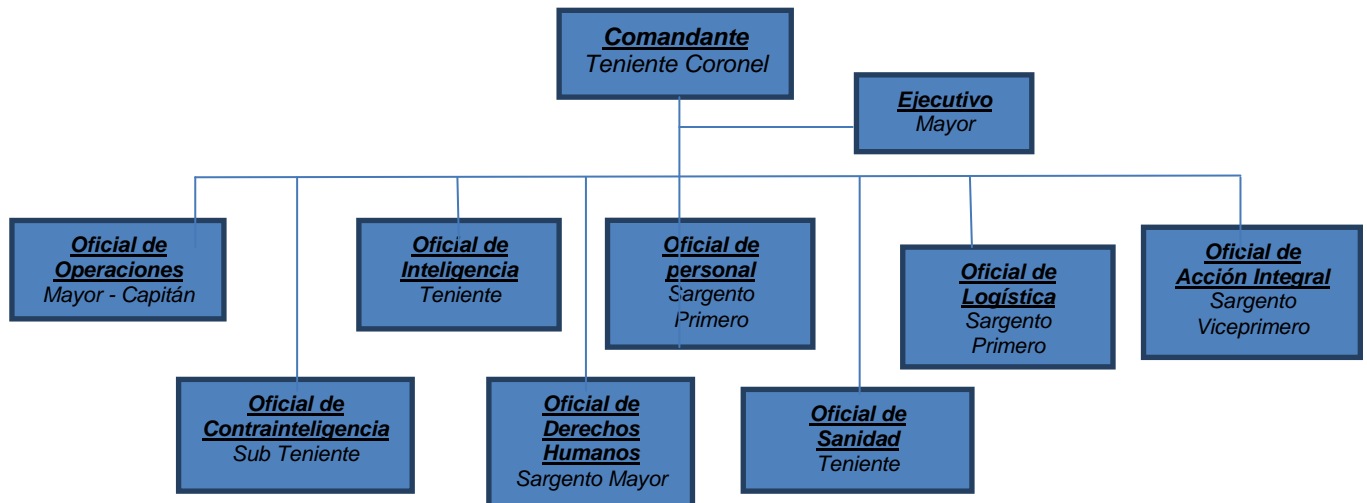 Comandante
Teniente Coronel
Ejecutivo
Mayor
Oficial de
Operaciones
Mayor - Capitán
Oficial de
Inteligencia
Teniente
Oficial de
personal
Sargento
Primero
Oficial de
Logística
Sargento
Primero
Oficial de
Acción Integral
Sargento
Viceprimero
Oficial de
Contrainteligencia
Sub Teniente
Oficial de
Derechos
Humanos
Sargento Mayor
Oficial de
Sanidad
Teniente